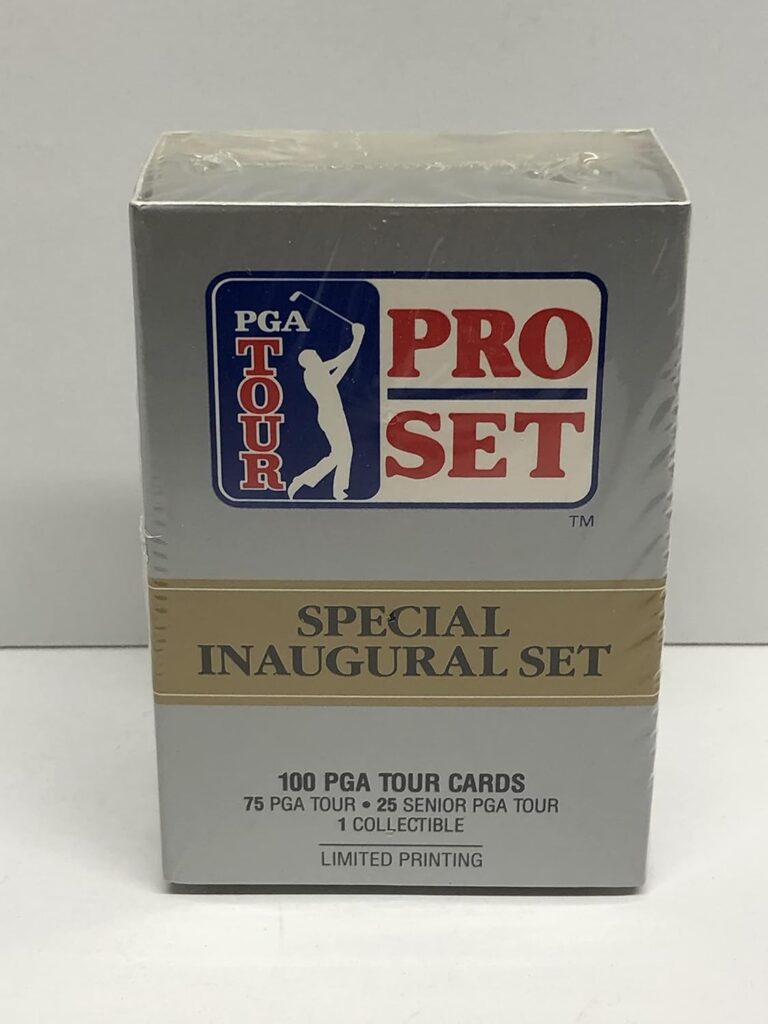 PGA
TOUR
PRO
SET
TM
SPECIAL
INAUGURAL SET
100 PGA TOUR CARDS
75 PGA TOUR • 25 SENIOR PGA TOUR
1 COLLECTIBLE
LIMITED PRINTING